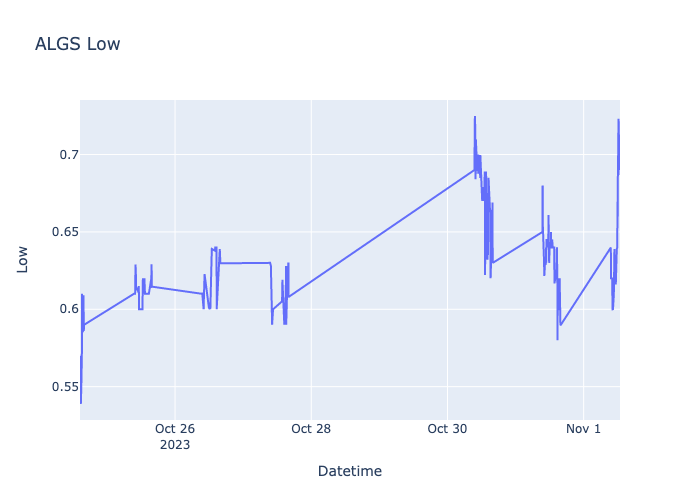 ALGS Low
0.7
0.65
0.6
0.55
Low
Oct 26
2023
Oct 28
Oct 30
Nov 1
Datetime